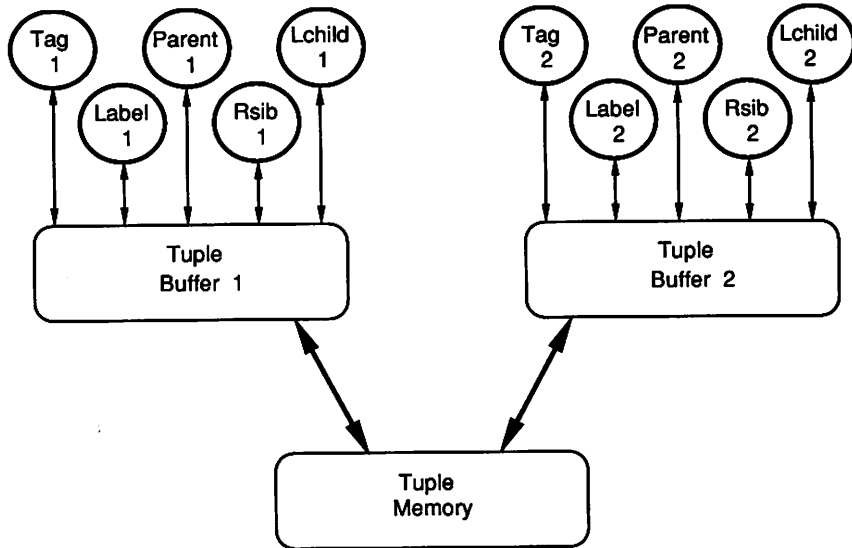 Tag
1
Parent
1
Lchild
1
Label
1
Rsib
1
Tuple
Buffer 1
Tag
2
Parent
2
Lchild
2
Label
2
Rsib
2
Tuple
Buffer 2
Tuple
Memory